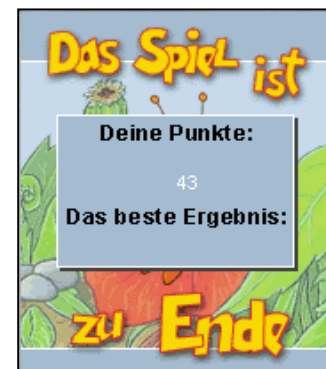 Das Spiel ist
Deine Punkte:
43
Das beste Ergebnis:
zu Ende